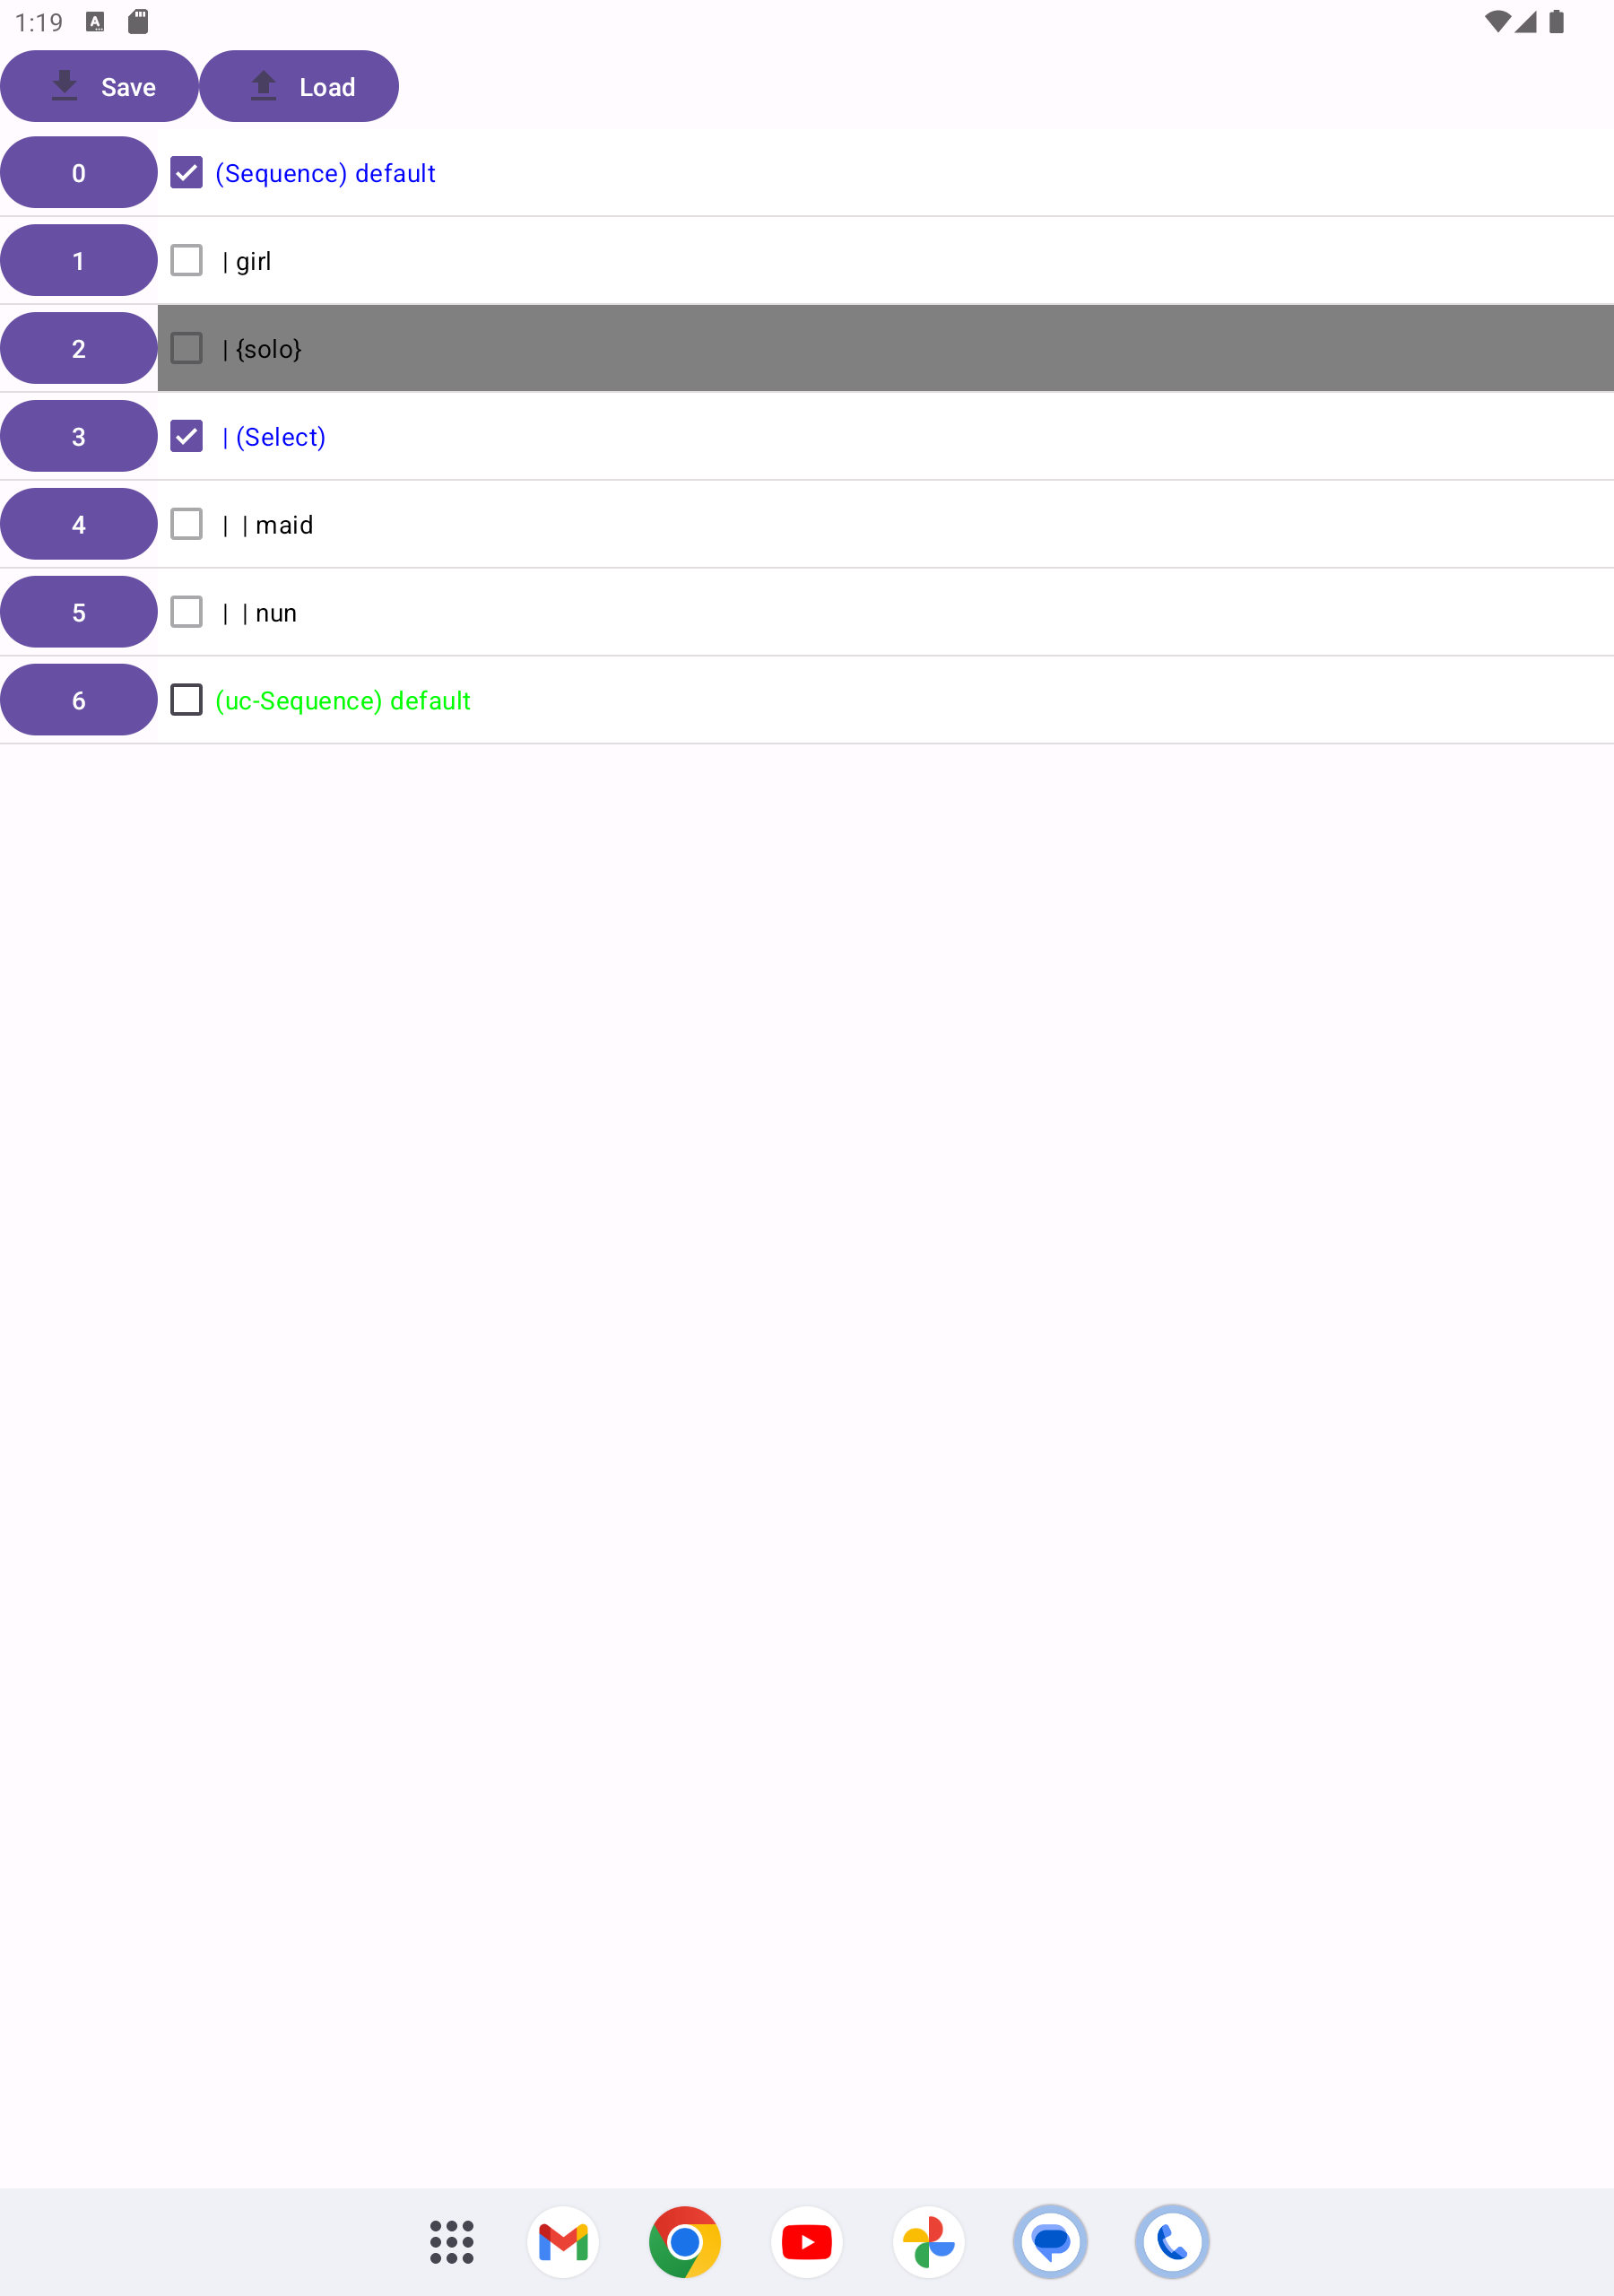 1:19
Save Load
0 (Sequence) default
1 | girl
2 | {solo}
3 | (Select)
4 | | maid
5 | | nun
6 (uc-Sequence) default